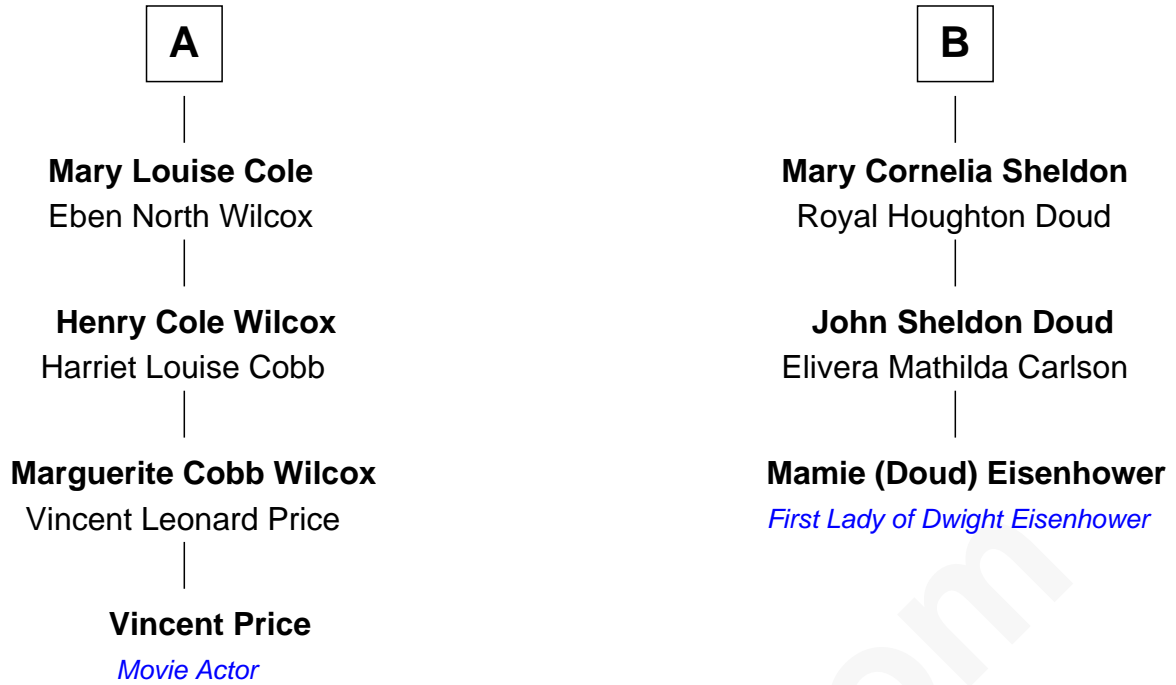 A
Mary Louise Cole
Eben North Wilcox
Henry Cole Wilcox
Harriet Louise Cobb
Marguerite Cobb Wilcox
Vincent Leonard Price
Vincent Price
Movie Actor
B
Mary Cornelia Sheldon
Royal Houghton Doud
John Sheldon Doud
Elivera Mathilda Carlson
Mamie (Doud) Eisenhower
First Lady of Dwight Eisenhower
om